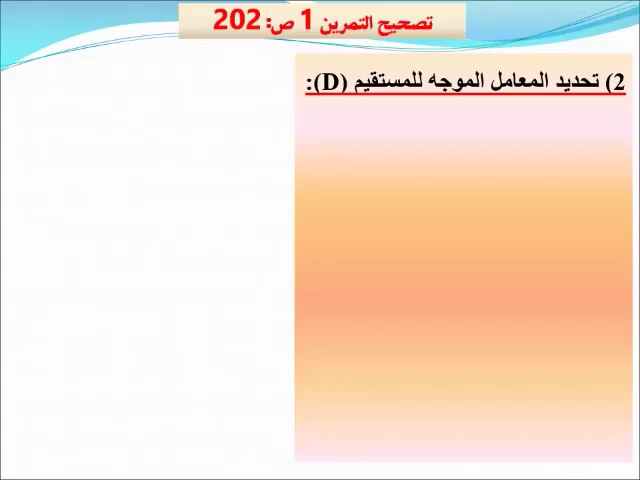 تصحيح التمرين 1 ص: 202
2) تحديد المعامل الموجه للمستقيم (D):